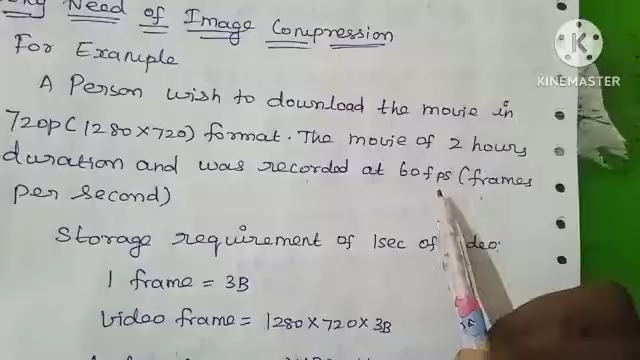 Need of Image Compression
For Example
A Person wish to download the movie in
720p (1280 x 720) format. The movie of 2 hours
duration and was recorded at 60fps (frames
per second)
Storage requirement of 1sec of
1 frame = 3B
video frame = 1280 x 720 x 3B
K
KINEMASTER